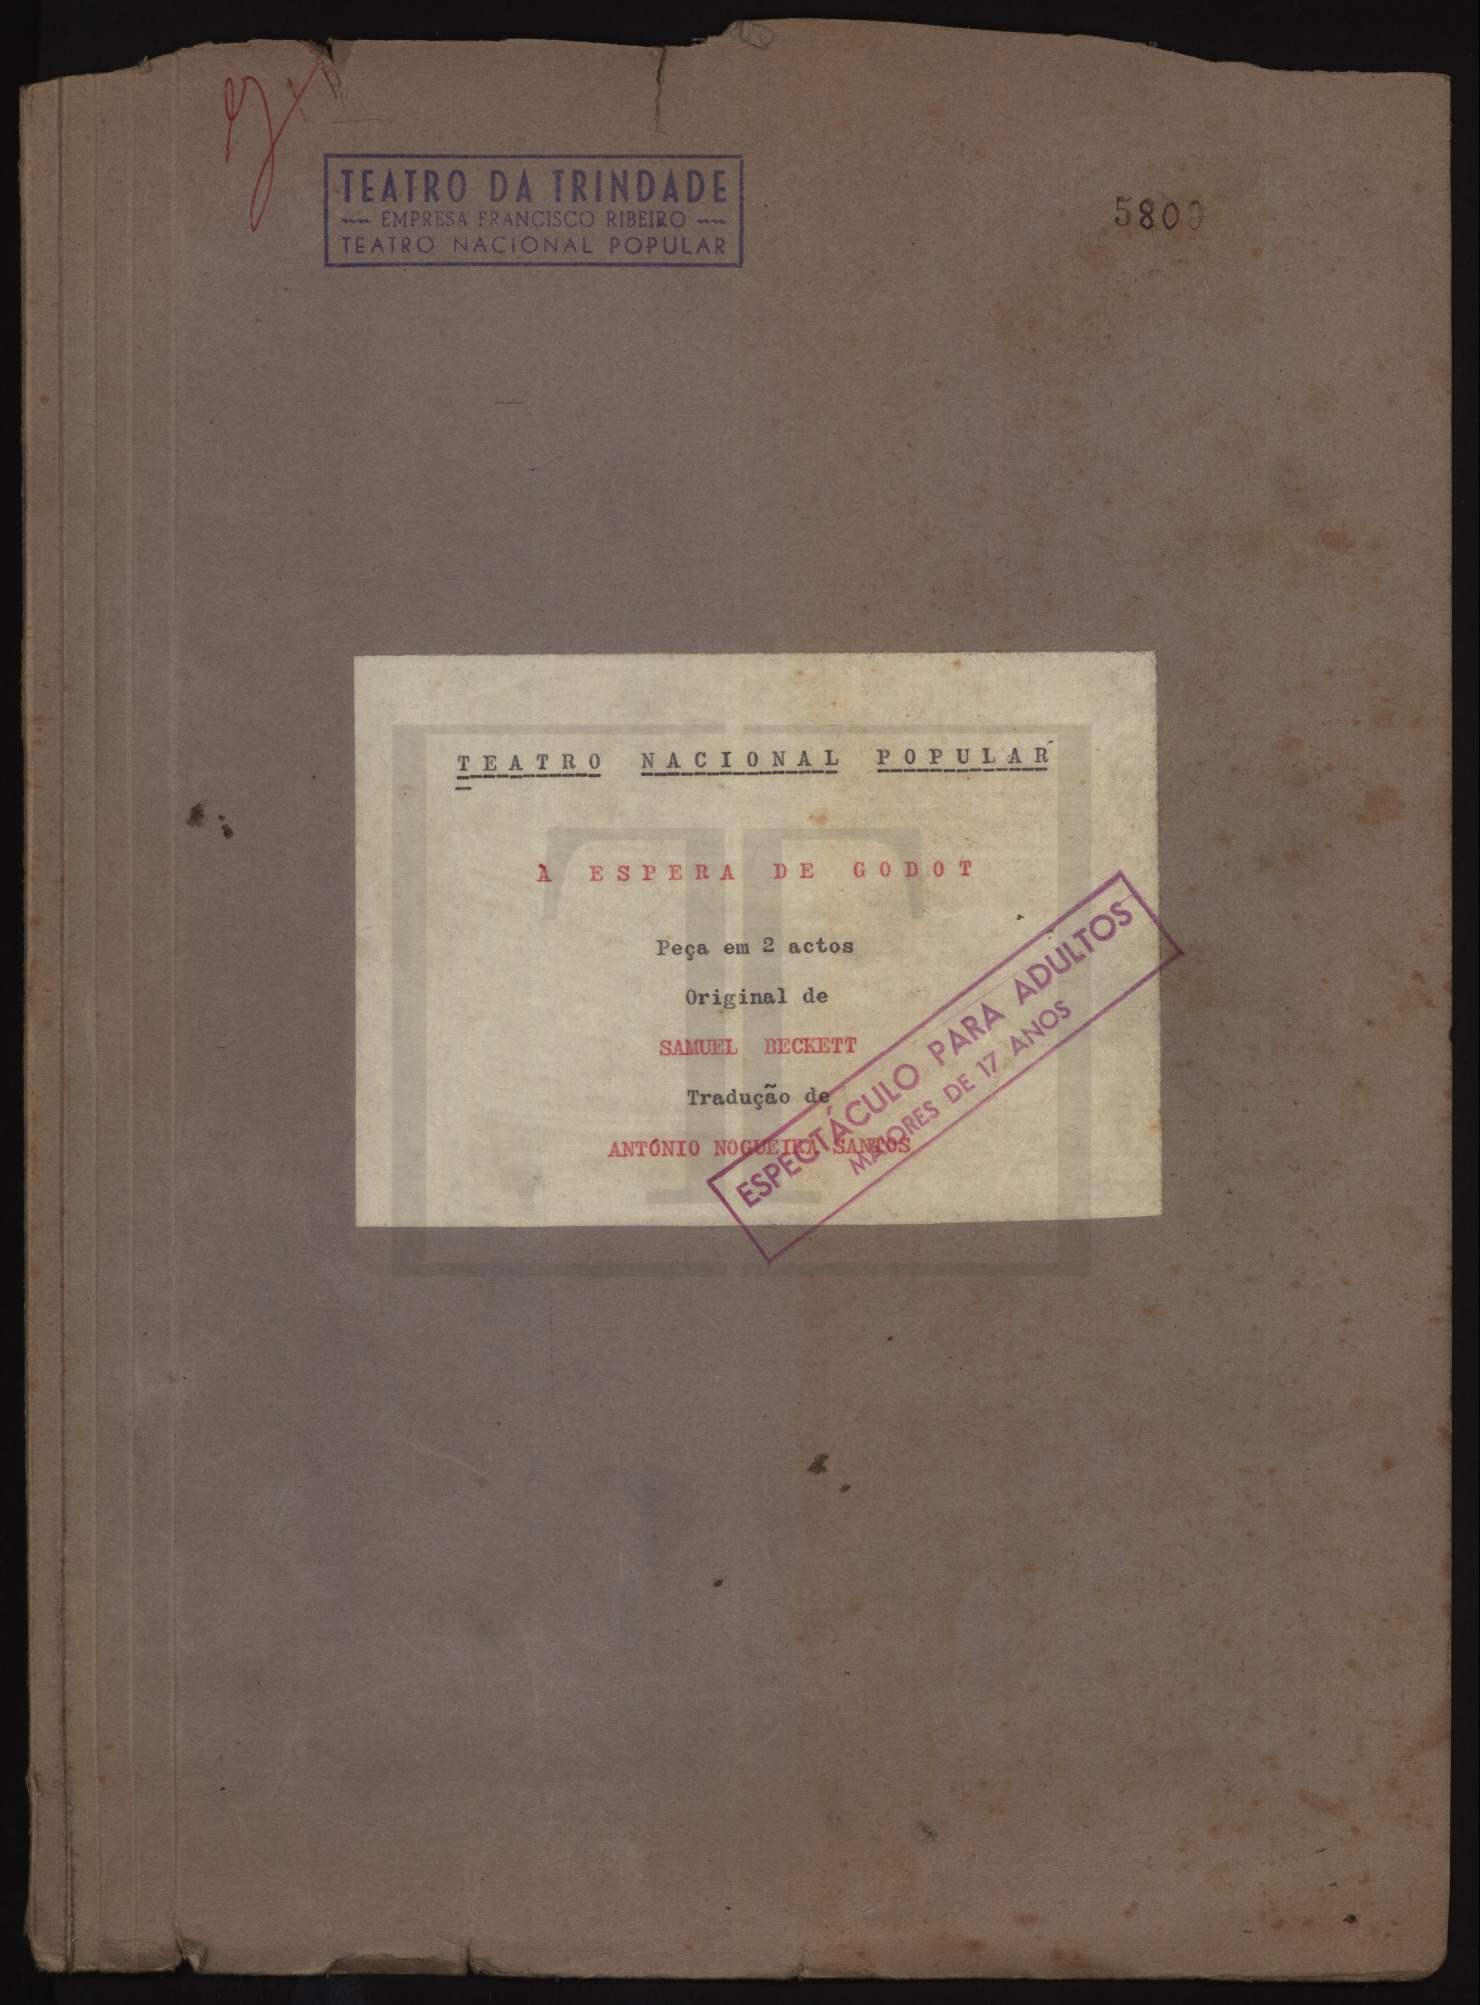 TEATRO DA TRINDADE
EMPRESA FRANCISCO RIBEIRO
TEATRO NACIONAL POPULAR
5800
TEATRO NACIONAL POPULAR
À ESPERA DE GODOT
Peça em 2 actos
Original de
SAMUEL BECKETT
Tradução de
ANTÓNIO NOGUEIRA SANTOS
ESPECTÁCULO PARA ADULTOS
MAIORES DE 17 ANOS